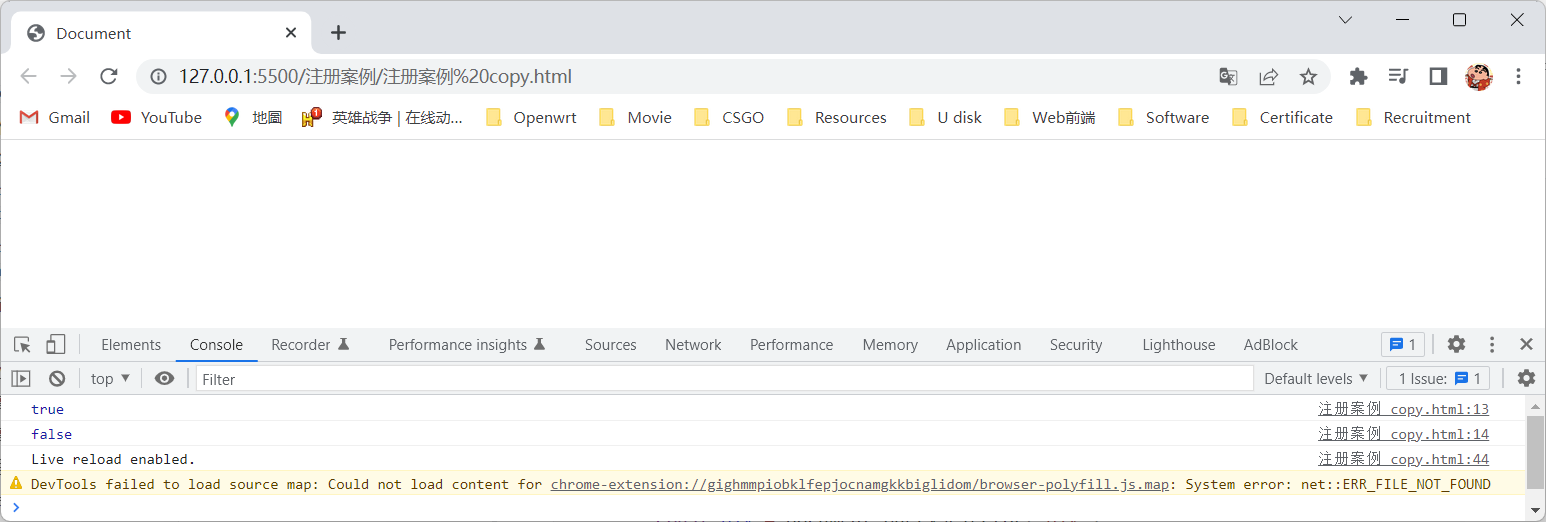 Document
127.0.0.1:5500/注册案例/注册案例%20copy.html
Gmail YouTube 地圖 英雄战争 | 在线动... Openwrt Movie CSGO Resources U disk Web前端 Software Certificate Recruitment
Elements Console Recorder Performance insights Sources Network Performance Memory Application Security Lighthouse AdBlock 1
top Filter Default levels 1 Issue: 1
true 注册案例 copy.html:13
false 注册案例 copy.html:14
Live reload enabled. 注册案例 copy.html:44
DevTools failed to load source map: Could not load content for chrome-extension://gighmmpiobklfepjocnamgkkbiglidom/browser-polyfill.js.map: System error: net::ERR_FILE_NOT_FOUND